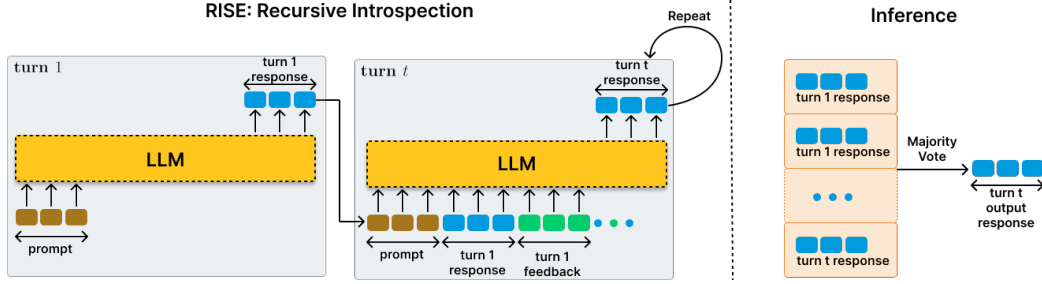 RISE: Recursive Introspection
turn 1
turn 1
response
LLM
prompt
turn t
turn t
response
Repeat
LLM
prompt
turn 1
response
turn 1
feedback
Inference
turn 1 response
turn 1 response
turn t response
Majority
Vote
turn t
output
response